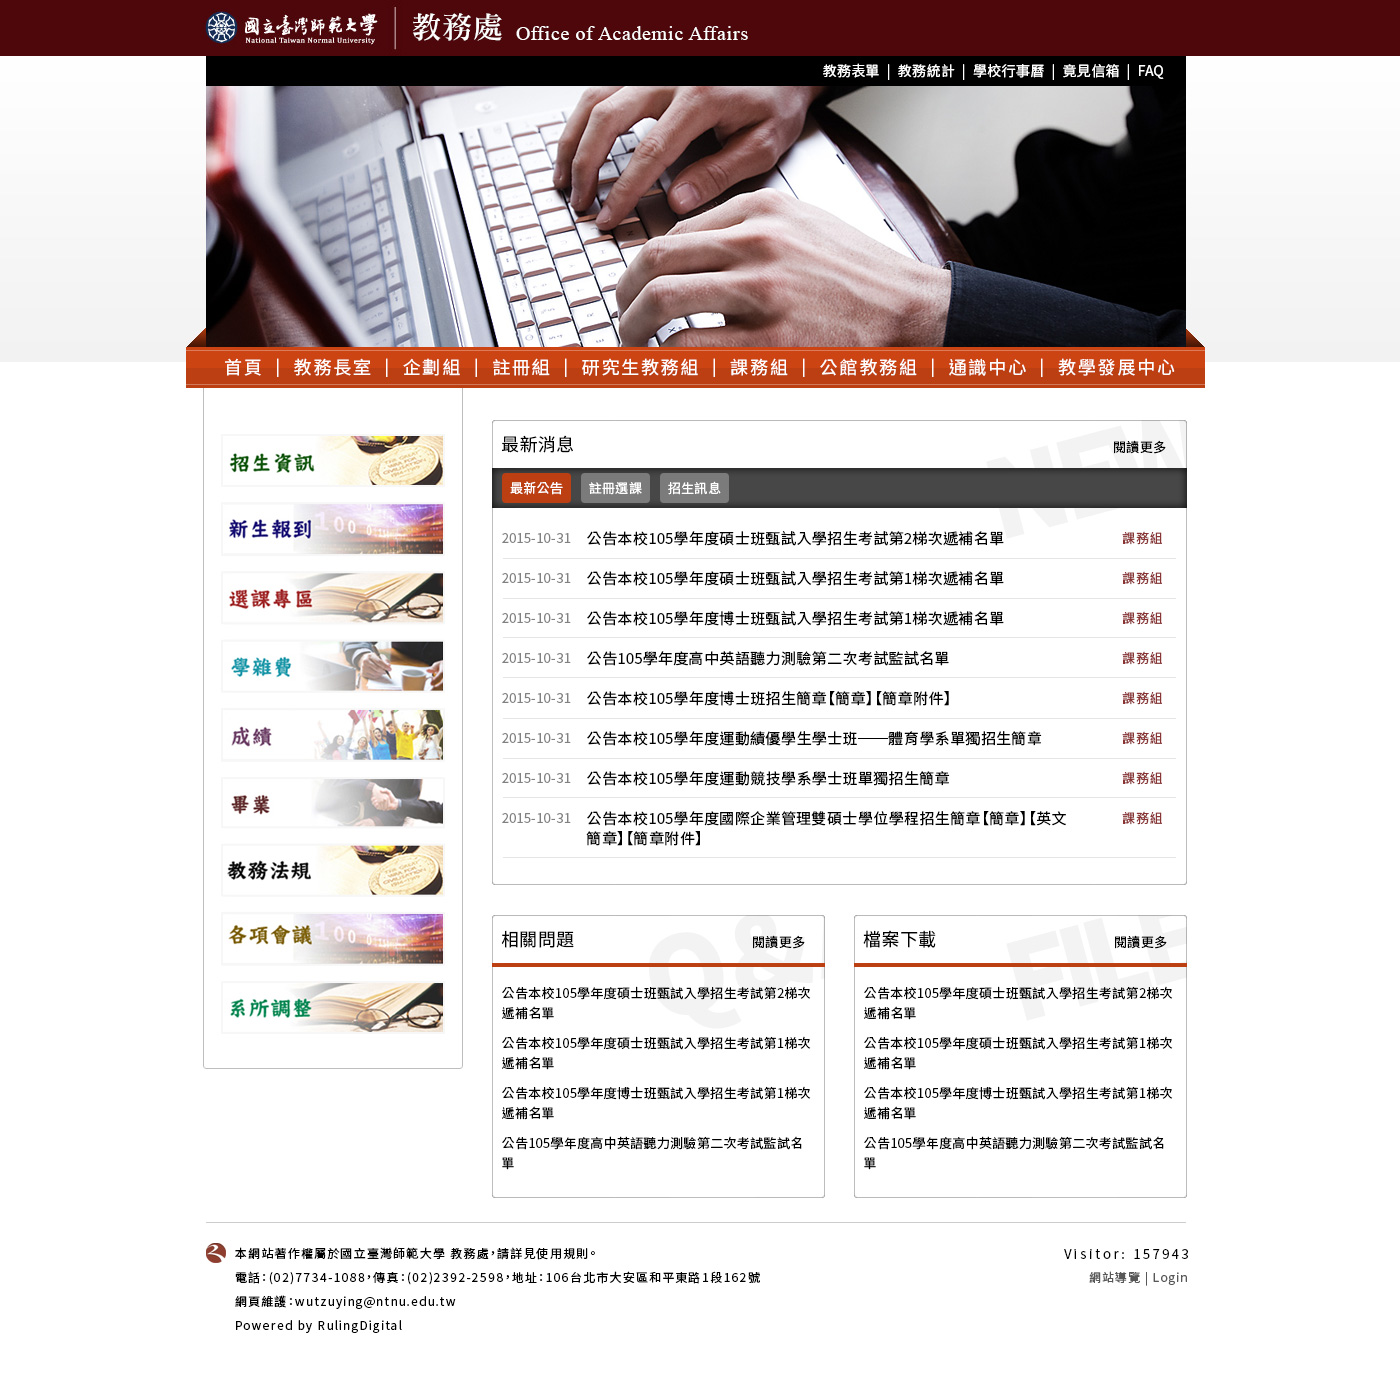 國立臺灣師範大學
National Taiwan Normal University
教務處 Office of Academic Affairs
教務表單 | 教務統計 | 學校行事曆 | 竟見信箱 | FAQ
首頁 | 教務長室 | 企劃組 | 註冊組 | 研究生教務組 | 課務組 | 公館教務組 | 通識中心 | 教學發展中心
招生資訊
新生報到
選課專區
學雜費
成績
畢業
教務法規
各項會議
系所調整
最新消息
閱讀更多
NEW
最新公告 註冊選課 招生訊息
2015-10-31 公告本校105學年度碩士班甄試入學招生考試第2梯次遞補名單 課務組
2015-10-31 公告本校105學年度碩士班甄試入學招生考試第1梯次遞補名單 課務組
2015-10-31 公告本校105學年度博士班甄試入學招生考試第1梯次遞補名單 課務組
2015-10-31 公告105學年度高中英語聽力測驗第二次考試監試名單 課務組
2015-10-31 公告本校105學年度博士班招生簡章【簡章】【簡章附件】 課務組
2015-10-31 公告本校105學年度運動績優學生學士班——體育學系單獨招生簡章 課務組
2015-10-31 公告本校105學年度運動競技學系學士班單獨招生簡章 課務組
2015-10-31 公告本校105學年度國際企業管理雙碩士學位學程招生簡章【簡章】【英文 課務組
簡章】【簡章附件】
相關問題
閱讀更多
Q&
公告本校105學年度碩士班甄試入學招生考試第2梯次
遞補名單
公告本校105學年度碩士班甄試入學招生考試第1梯次
遞補名單
公告本校105學年度博士班甄試入學招生考試第1梯次
遞補名單
公告105學年度高中英語聽力測驗第二次考試監試名
單
檔案下載
閱讀更多
FILE
公告本校105學年度碩士班甄試入學招生考試第2梯次
遞補名單
公告本校105學年度碩士班甄試入學招生考試第1梯次
遞補名單
公告本校105學年度博士班甄試入學招生考試第1梯次
遞補名單
公告105學年度高中英語聽力測驗第二次考試監試名
單
本網站著作權屬於國立臺灣師範大學 教務處，請詳見使用規則。
電話：(02)7734-1088，傳真：(02)2392-2598，地址：106台北市大安區和平東路1段162號
網頁維護：wutzuying@ntnu.edu.tw
Powered by RulingDigital
Visitor: 157943
網站導覽 | Login